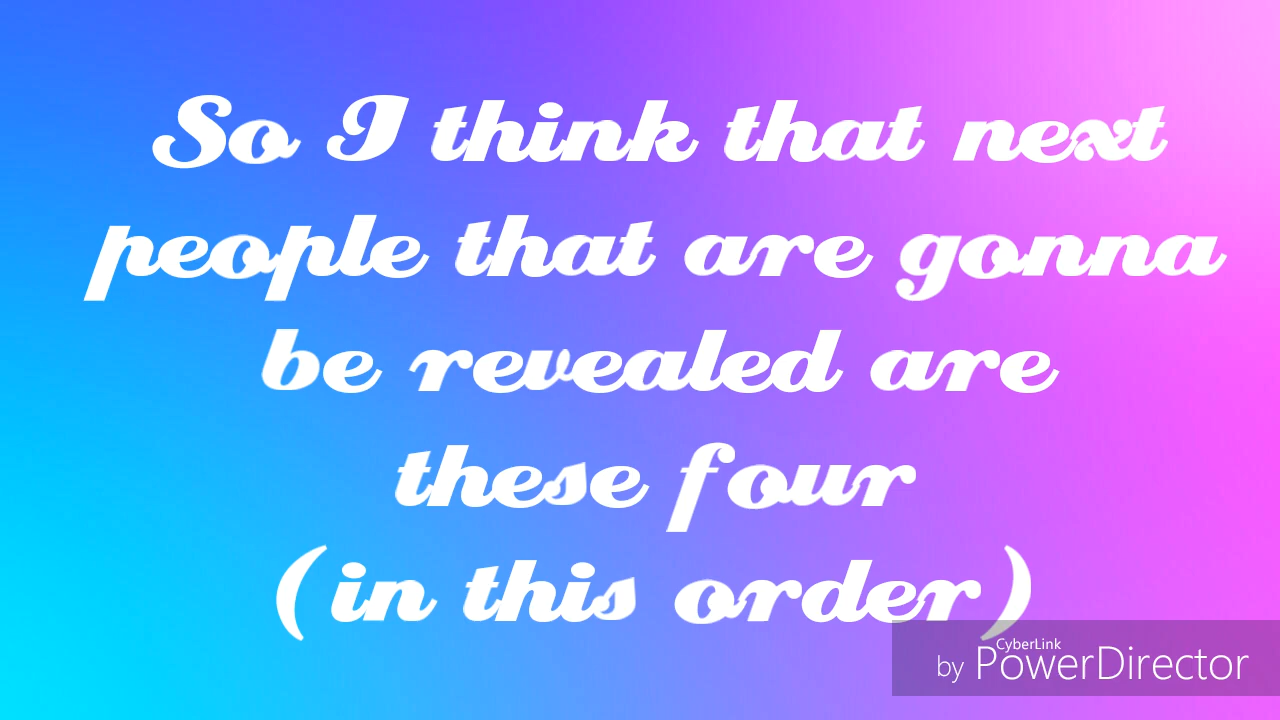 So I think that next
people that are gonna
be revealed are
these four
(in this order)
CyberLink
by PowerDirector